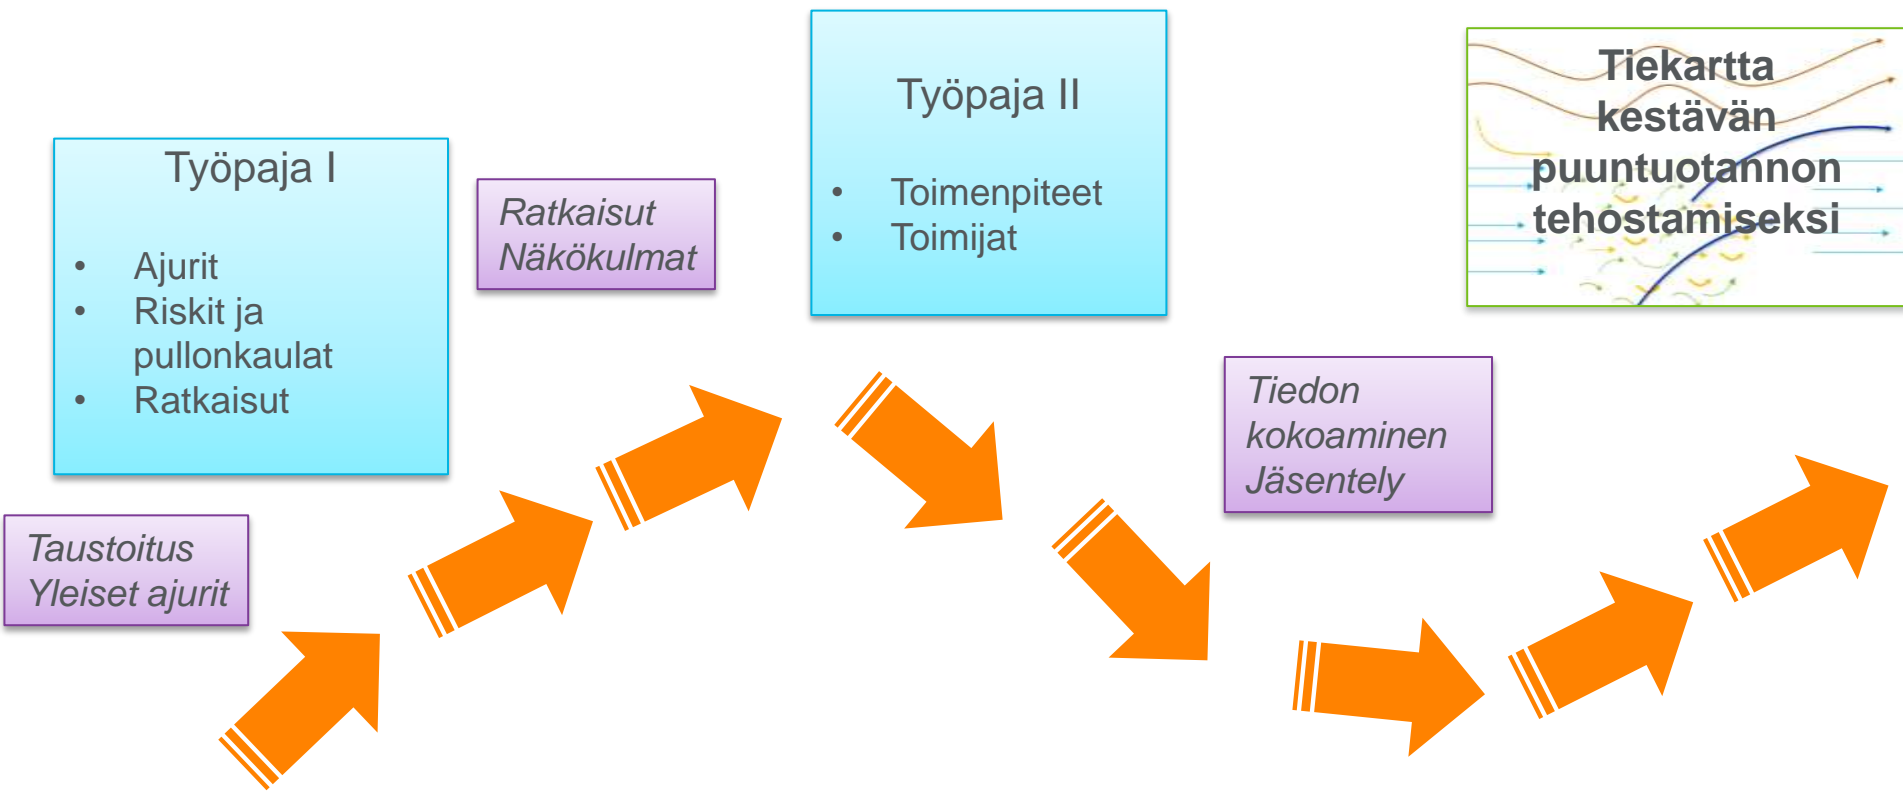 Työpaja I
• Ajurit
• Riskit ja
pullonkaulat
• Ratkaisut
Taustoitus
Yleiset ajurit
Ratkaisut
Näkökulmat
Työpaja II
• Toimenpiteet
• Toimijat
Tiedon
kokoaminen
Jäsentely
Tiekartta
kestävän
puuntuotannon
tehostamiseksi